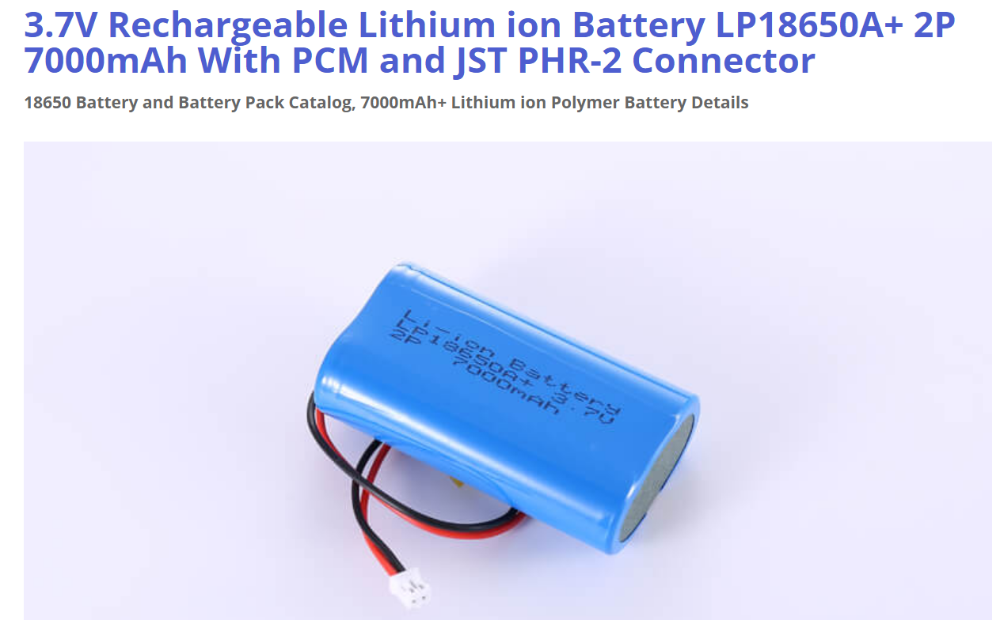 3.7V Rechargeable Lithium ion Battery LP18650A+ 2P
7000mAh With PCM and JST PHR-2 Connector
18650 Battery and Battery Pack Catalog, 7000mAh+ Lithium ion Polymer Battery Details
Li-ion Battery
LP18650A+ 3.7V
2P 7000mAh